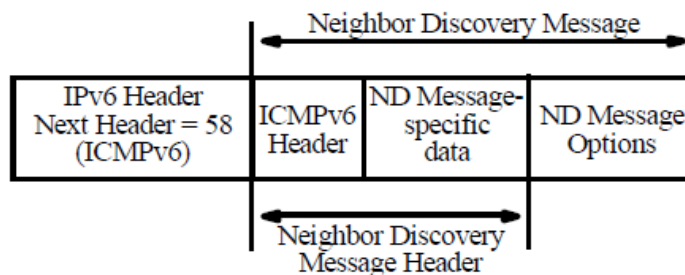 Neighbor Discovery Message
IPv6 Header
Next Header = 58
(ICMPv6)
ICMPv6
Header
ND Message-
specific
data
ND Message
Options
Neighbor Discovery
Message Header